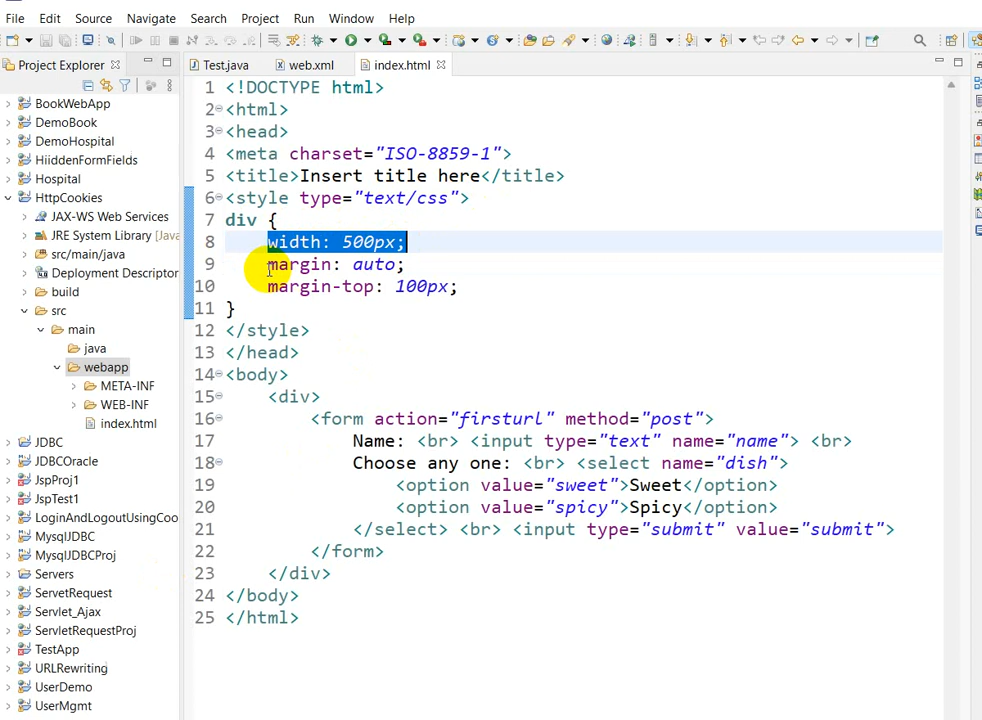 File Edit Source Navigate Search Project Run Window Help
Project Explorer
Test.java web.xml index.html
BookWebApp
DemoBook
DemoHospital
HiiddenFormFields
Hospital
HttpCookies
JAX-WS Web Services
JRE System Library [Java
src/main/java
Deployment Descriptor
build
src
main
java
webapp
META-INF
WEB-INF
index.html
JDBC
JDBCOracle
JspProj1
JspTest1
LoginAndLogoutUsingCoo
MysqlJDBC
MysqlJDBCProj
Servers
ServetRequest
Servlet_Ajax
ServletRequestProj
TestApp
URLRewriting
UserDemo
UserMgmt
1 <!DOCTYPE html>
2 <html>
3 <head>
4 <meta charset="ISO-8859-1">
5 <title>Insert title here</title>
6 <style type="text/css">
7 div {
8 width: 500px;
9 margin: auto;
10 margin-top: 100px;
11 }
12 </style>
13 </head>
14 <body>
15 <div>
16 <form action="firsturl" method="post">
17 Name: <br> <input type="text" name="name"> <br>
18 Choose any one: <br> <select name="dish">
19 <option value="sweet">Sweet</option>
20 <option value="spicy">Spicy</option>
21 </select> <br> <input type="submit" value="submit">
22 </form>
23 </div>
24 </body>
25 </html>